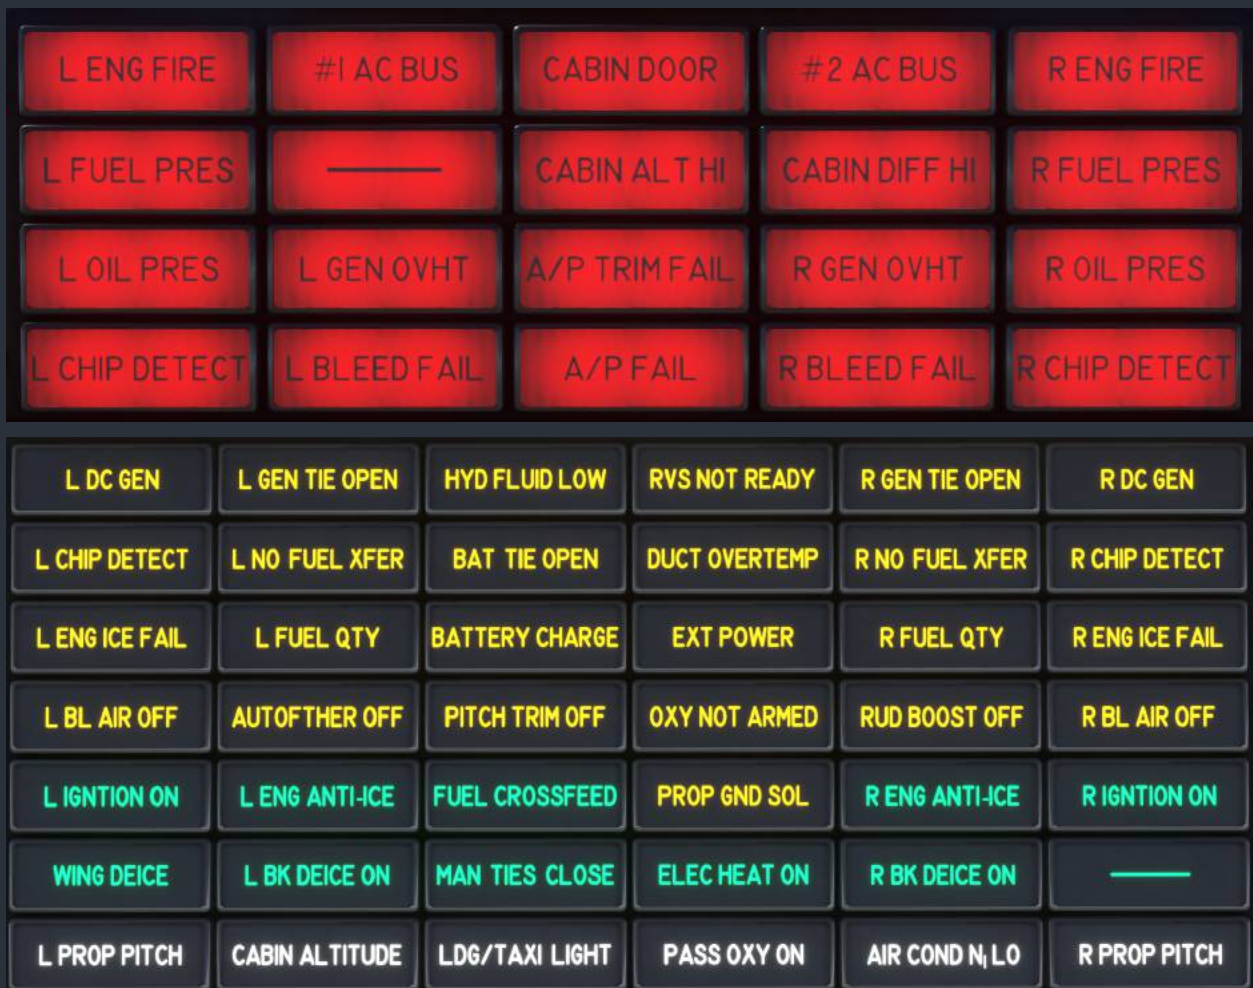 L ENG FIRE #1 AC BUS CABIN DOOR #2 AC BUS R ENG FIRE
L FUEL PRES CABIN ALT HI CABIN DIFF HI R FUEL PRES
L OIL PRES L GEN OVHT A/P TRIM FAIL R GEN OVHT R OIL PRES
L CHIP DETECT L BLEED FAIL A/P FAIL R BLEED FAIL R CHIP DETECT
L DC GEN L GEN TIE OPEN HYD FLUID LOW RVS NOT READY R GEN TIE OPEN R DC GEN
L CHIP DETECT L NO FUEL XFER BAT TIE OPEN DUCT OVERTEMP R NO FUEL XFER R CHIP DETECT
L ENG ICE FAIL L FUEL QTY BATTERY CHARGE EXT POWER R FUEL QTY R ENG ICE FAIL
L BL AIR OFF AUTOFTHER OFF PITCH TRIM OFF OXY NOT ARMED RUD BOOST OFF R BL AIR OFF
L IGNTION ON L ENG ANTI-ICE FUEL CROSSFEED PROP GND SOL R ENG ANTI-ICE R IGNTION ON
WING DEICE L BK DEICE ON MAN TIES CLOSE ELEC HEAT ON R BK DEICE ON
L PROP PITCH CABIN ALTITUDE LDG/TAXI LIGHT PASS OXY ON AIR COND N₁ LO R PROP PITCH